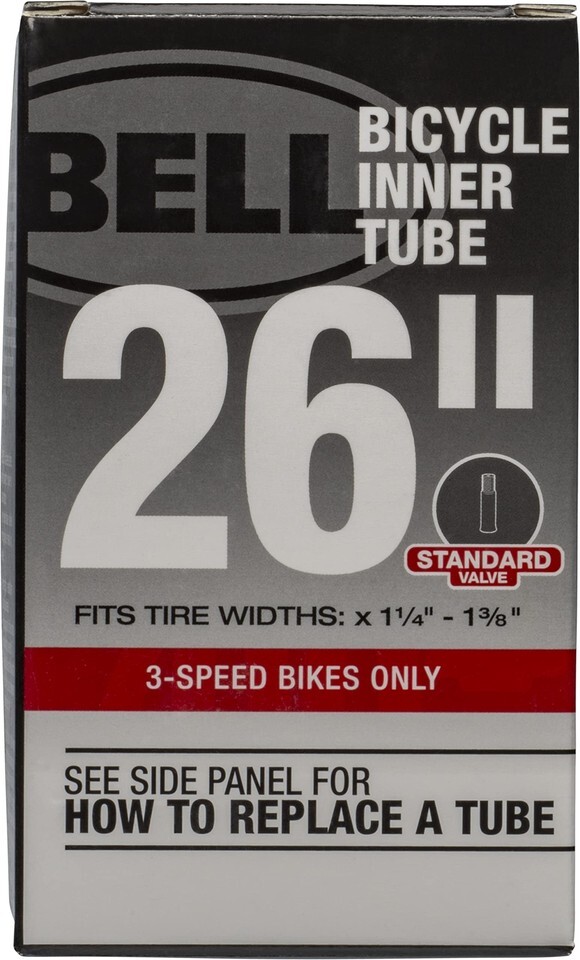 BELL
BICYCLE
INNER
TUBE
26"
STANDARD
VALVE
FITS TIRE WIDTHS: x 1¼" - 1⅜"
3-SPEED BIKES ONLY
SEE SIDE PANEL FOR
HOW TO REPLACE A TUBE